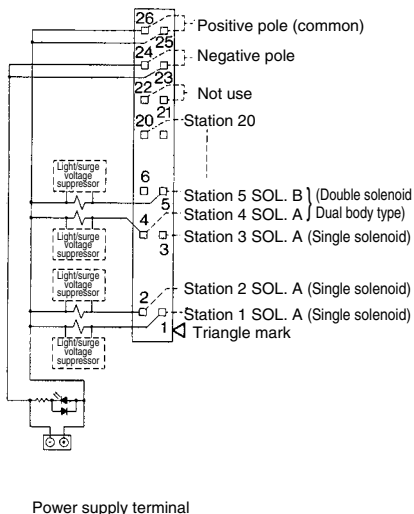 26
Positive pole (common)
25
24
Negative pole
23
22
Not use
21
20
Station 20
Light/surge
voltage
suppressor
6
5
Station 5 SOL. B
(Double solenoid
4
Station 4 SOL. A
Dual body type)
Light/surge
voltage
suppressor
Station 3 SOL. A (Single solenoid)
3
Light/surge
voltage
suppressor
2
Station 2 SOL. A (Single solenoid)
Station 1 SOL. A (Single solenoid)
1
Triangle mark
Light/surge
voltage
suppressor
Power supply terminal